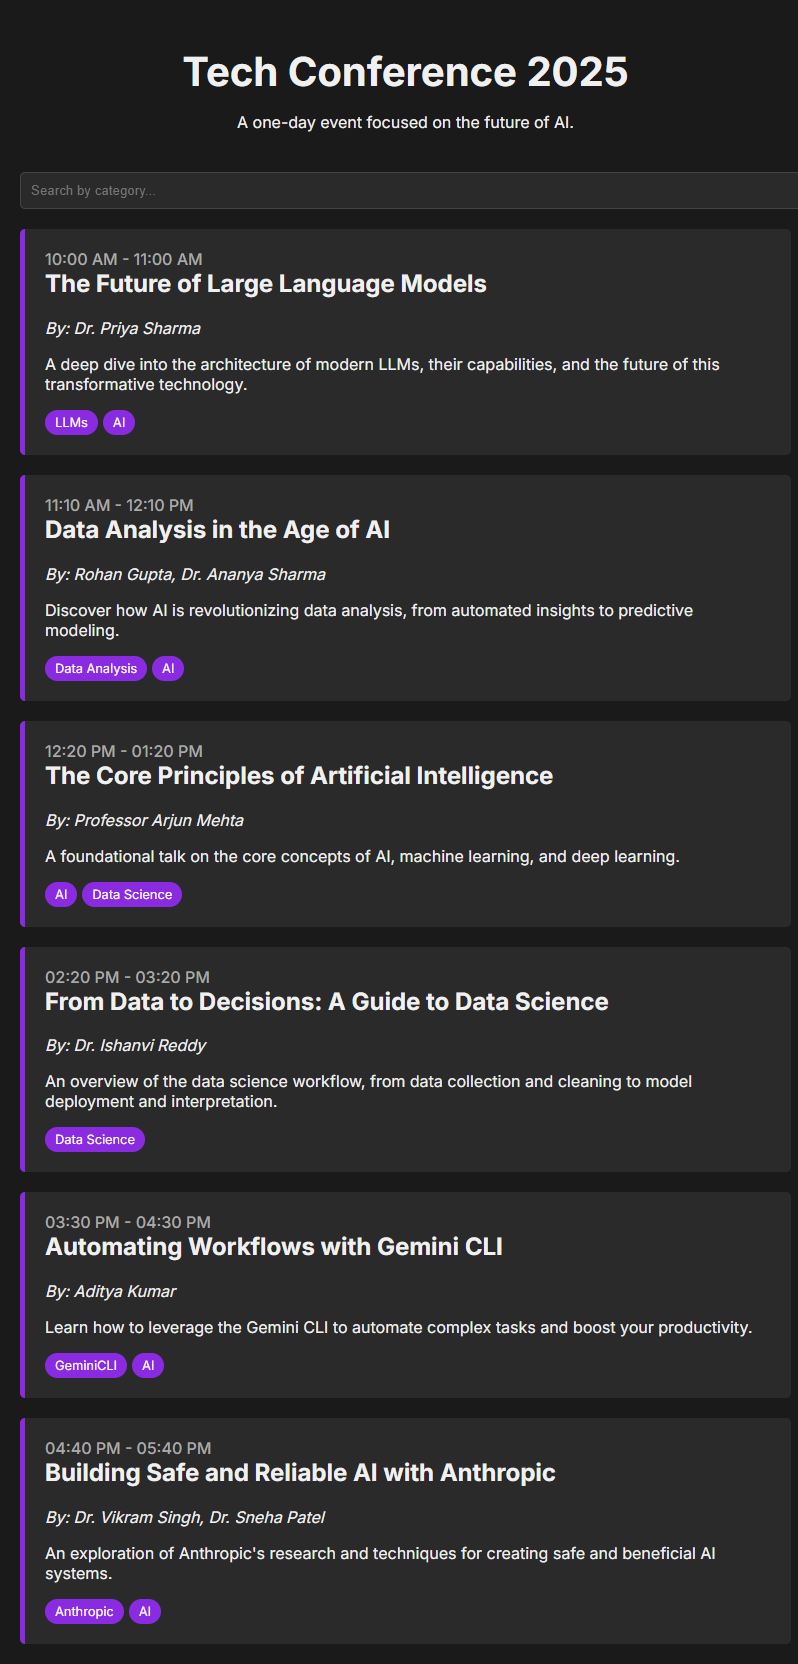 Tech Conference 2025
A one-day event focused on the future of AI.
Search by category...
10:00 AM - 11:00 AM
The Future of Large Language Models
By: Dr. Priya Sharma
A deep dive into the architecture of modern LLMs, their capabilities, and the future of this
transformative technology.
LLMs AI
11:10 AM - 12:10 PM
Data Analysis in the Age of AI
By: Rohan Gupta, Dr. Ananya Sharma
Discover how AI is revolutionizing data analysis, from automated insights to predictive
modeling.
Data Analysis AI
12:20 PM - 01:20 PM
The Core Principles of Artificial Intelligence
By: Professor Arjun Mehta
A foundational talk on the core concepts of AI, machine learning, and deep learning.
AI Data Science
02:20 PM - 03:20 PM
From Data to Decisions: A Guide to Data Science
By: Dr. Ishanvi Reddy
An overview of the data science workflow, from data collection and cleaning to model
deployment and interpretation.
Data Science
03:30 PM - 04:30 PM
Automating Workflows with Gemini CLI
By: Aditya Kumar
Learn how to leverage the Gemini CLI to automate complex tasks and boost your productivity.
GeminiCLI AI
04:40 PM - 05:40 PM
Building Safe and Reliable AI with Anthropic
By: Dr. Vikram Singh, Dr. Sneha Patel
An exploration of Anthropic's research and techniques for creating safe and beneficial AI
systems.
Anthropic AI